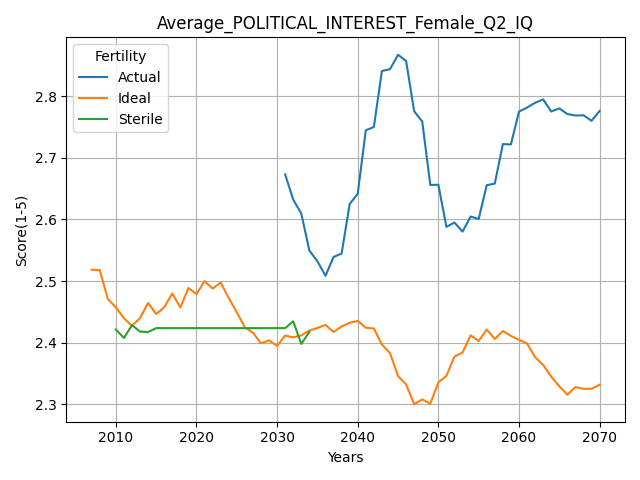 Average_POLITICAL_INTEREST_Female_Q2_IQ
Fertility
Actual
Ideal
Sterile
Score(1-5)
2.8
2.7
2.6
2.5
2.4
2.3
2010 2020 2030 2040 2050 2060 2070
Years